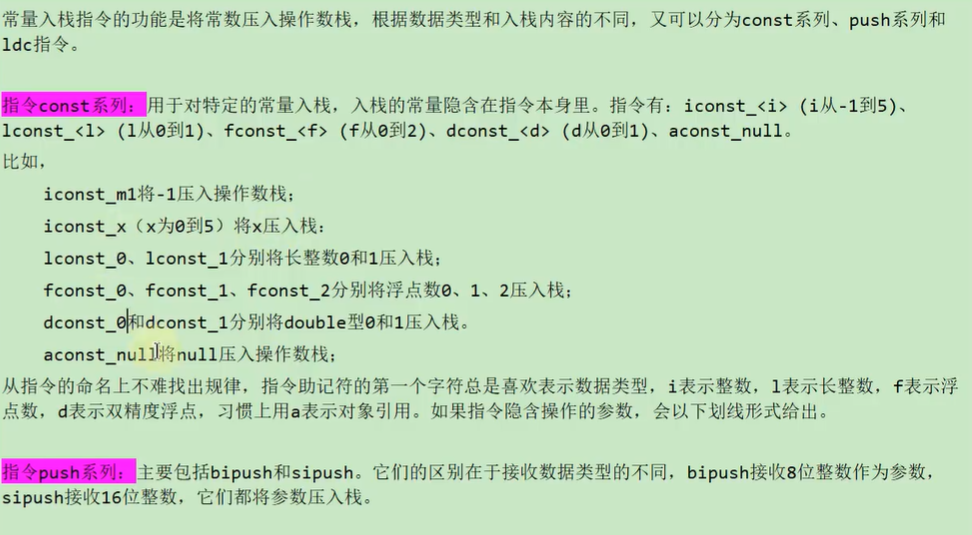 常量入栈指令的功能是将常数压入操作数栈，根据数据类型和入栈内容的不同，又可以分为const系列、push系列和
ldc指令。
指令const系列：用于对特定的常量入栈，入栈的常量隐含在指令本身里。指令有：iconst_<i> (i从-1到5)、
lconst_<l> (l从0到1)、fconst_<f> (f从0到2)、dconst_<d> (d从0到1)、aconst_null。
比如，
iconst_m1将-1压入操作数栈；
iconst_x（x为0到5）将x压入栈：
lconst_0、lconst_1分别将长整数0和1压入栈；
fconst_0、fconst_1、fconst_2分别将浮点数0、1、2压入栈；
dconst_0和dconst_1分别将double型0和1压入栈。
aconst_null将null压入操作数栈；
从指令的命名上不难找出规律，指令助记符的第一个字符总是喜欢表示数据类型，i表示整数，l表示长整数，f表示浮
点数，d表示双精度浮点，习惯上用a表示对象引用。如果指令隐含操作的参数，会以下划线形式给出。
指令push系列：主要包括bipush和sipush。它们的区别在于接收数据类型的不同，bipush接收8位整数作为参数，
sipush接收16位整数，它们都将参数压入栈。